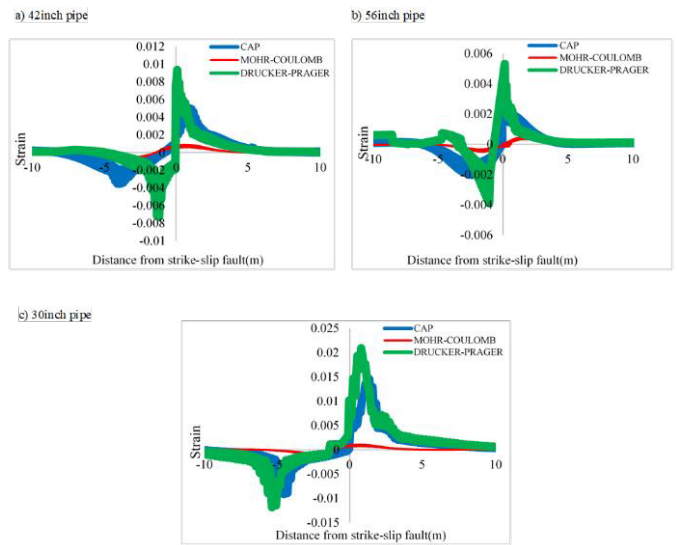 a) 42inch pipe
b) 56inch pipe
0.012
0.01
0.008
0.006
0.004
0.002
0
-0.002
-0.004
-0.006
-0.008
-0.01
-10
-5
0
5
10
Strain
CAP
MOHR-COULOMB
DRUCKER-PRAGER
Distance from strike-slip fault(m)
0.006
0.004
0.002
0
-0.002
-0.004
-0.006
-10
-5
0
5
10
Strain
CAP
MOHR-COULOMB
DRUCKER-PRAGER
Distance from strike-slip fault(m)
c) 30inch pipe
0.025
0.02
0.015
0.01
0.005
0
-0.005
-0.01
-0.015
-10
-5
0
5
10
Strain
CAP
MOHR-COULOMB
DRUCKER-PRAGER
Distance from strike-slip fault(m)